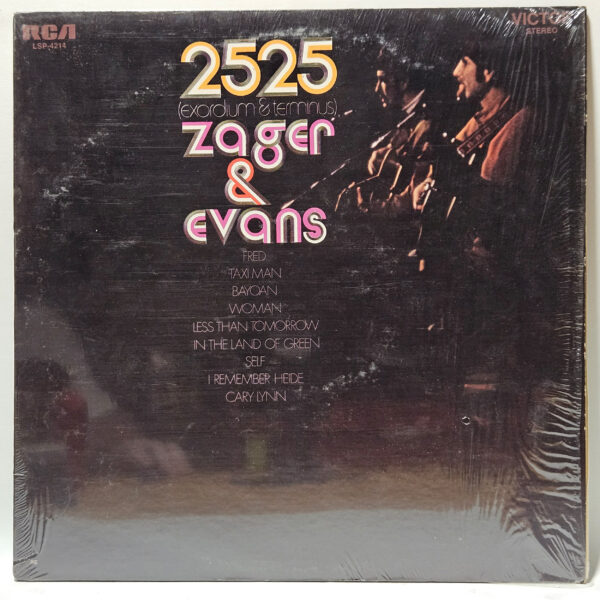 RCA
LSP-4214
VICTOR
STEREO
2525
(exordium & terminus)
zager
&
evans
FRED
TAXI MAN
BAYOAN
WOMAN
LESS THAN TOMORROW
IN THE LAND OF GREEN
SELF
I REMEMBER HEIDE
CARY LYNN